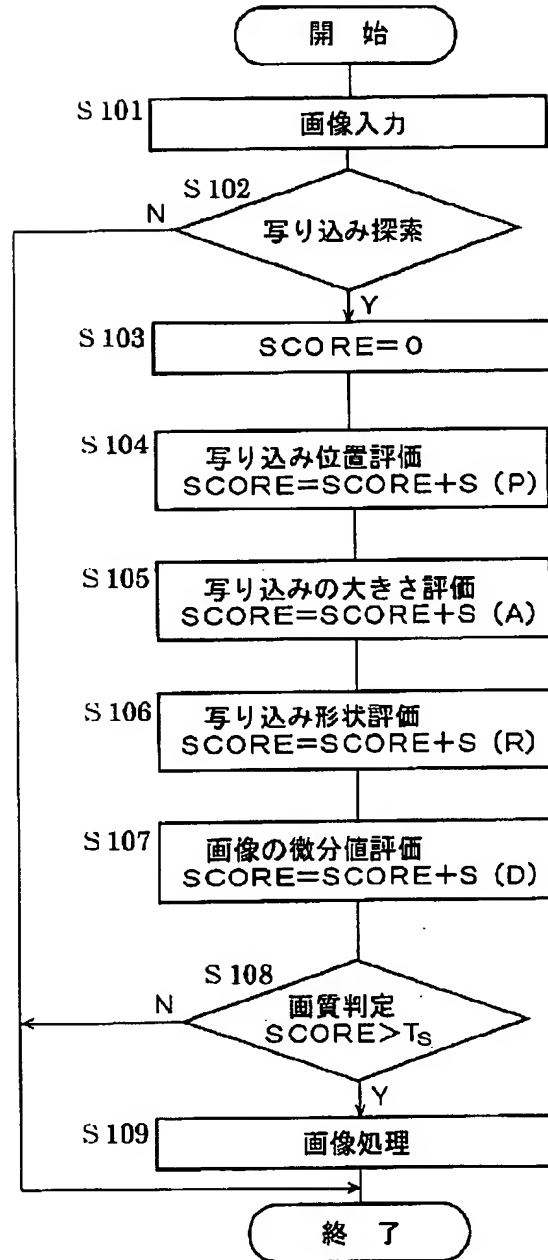 開 始
S101
画像入力
S102
N
写り込み探索
Y
S103
SCORE=0
S104
写り込み位置評価
SCORE=SCORE+S (P)
S105
写り込みの大きさ評価
SCORE=SCORE+S (A)
S106
写り込み形状評価
SCORE=SCORE+S (R)
S107
画像の微分値評価
SCORE=SCORE+S (D)
S108
N
画質判定
SCORE>Ts
Y
S109
画像処理
終 了